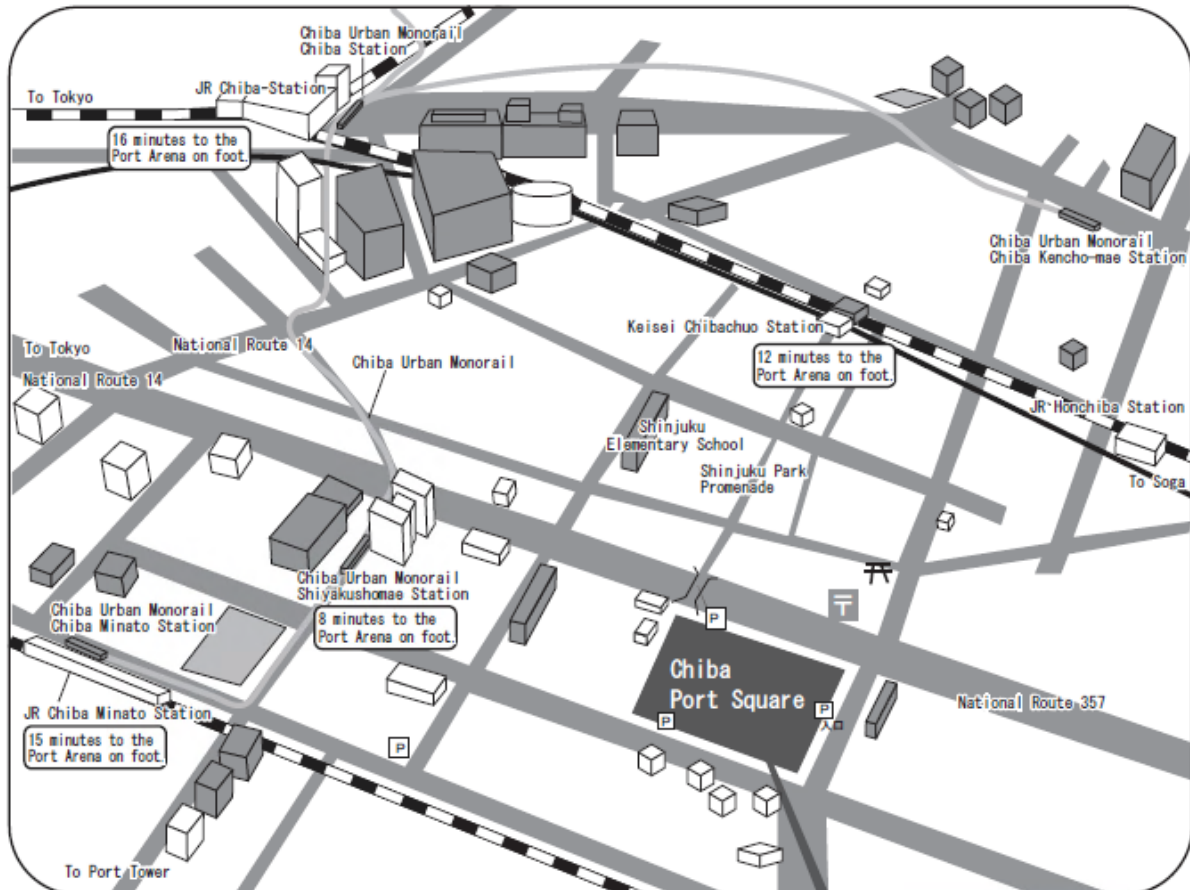 Chiba Urban Monorail
Chiba Station
JR Chiba-Station
To Tokyo
16 minutes to the
Port Arena on foot.
Chiba Urban Monorail
Chiba Kencho-mae Station
Keisei Chibachuo Station
12 minutes to the
Port Arena on foot.
National Route 14
To Tokyo
National Route 14
Chiba Urban Monorail
JR Honchiba Station
To Soga
Shinjuku
Elementary School
Shinjuku Park
Promenade
Chiba Urban Monorail
Shiyakushomae Station
8 minutes to the
Port Arena on foot.
Chiba Urban Monorail
Chiba Minato Station
JR Chiba Minato Station
15 minutes to the
Port Arena on foot.
P
〒
Chiba
Port Square
P
P
入口
National Route 357
P
To Port Tower